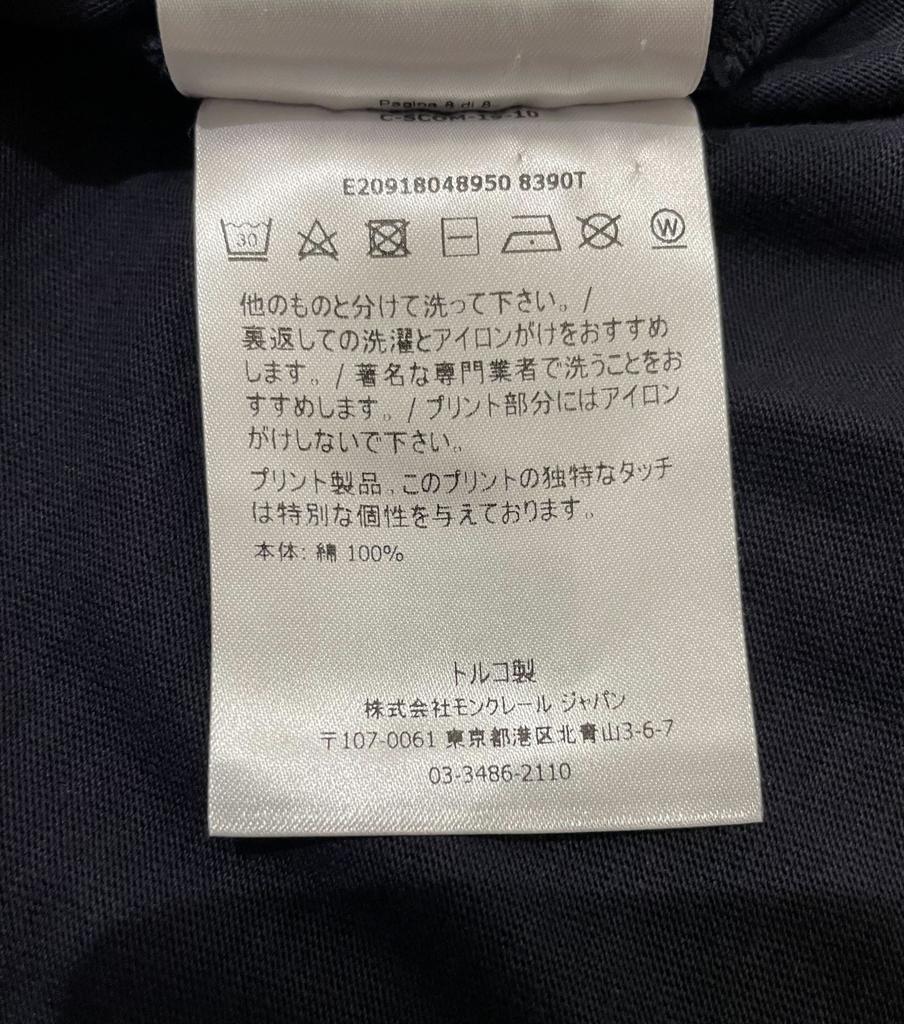 Pagina 8 di 8
C-SCOM-16-10
E20918048950 8390T
30
W
他のものと分けて洗って下さい。/
裏返しての洗濯とアイロンがけをおすすめ
します。/ 著名な専門業者で洗うことをお
すすめします。/ プリント部分にはアイロン
がけしないで下さい。
プリント製品。このプリントの独特なタッチ
は特別な個性を与えております。
本体: 綿 100%
トルコ製
株式会社モンクレール ジャパン
〒107-0061 東京都港区北青山3-6-7
03-3486-2110